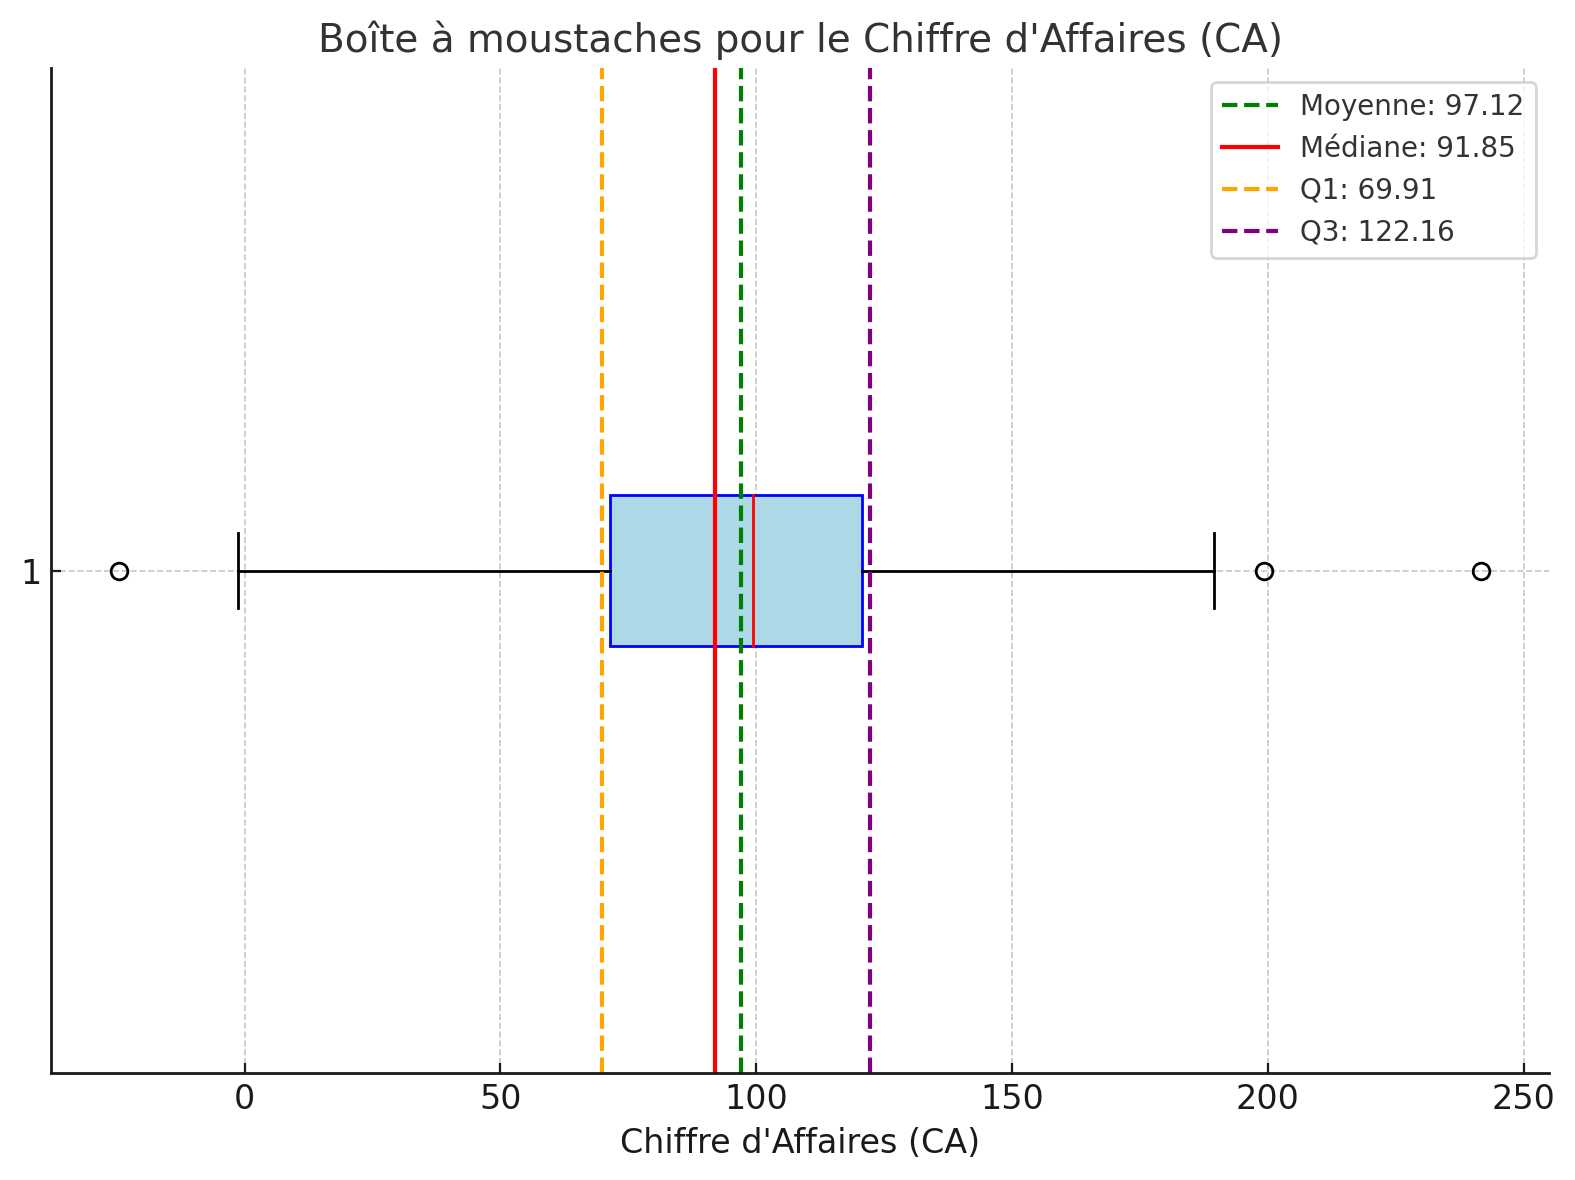 Boîte à moustaches pour le Chiffre d'Affaires (CA)
Moyenne: 97.12
Médiane: 91.85
Q1: 69.91
Q3: 122.16
1
0 50 100 150 200 250
Chiffre d'Affaires (CA)